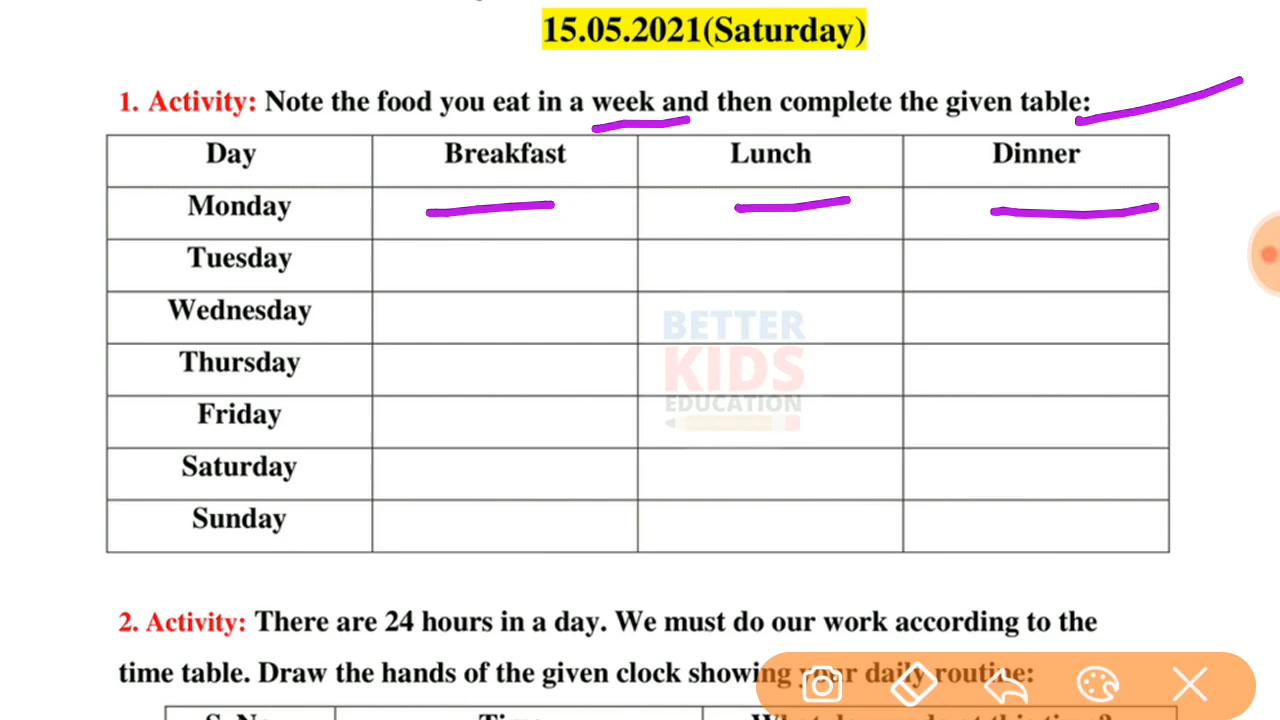 15.05.2021(Saturday)
1. Activity: Note the food you eat in a week and then complete the given table:
Day Breakfast Lunch Dinner
Monday
Tuesday
Wednesday
BETTER
Thursday
KIDS
Friday
EDUCATION
Saturday
Sunday
2. Activity: There are 24 hours in a day. We must do our work according to the
time table. Draw the hands of the given clock showing your daily routine: